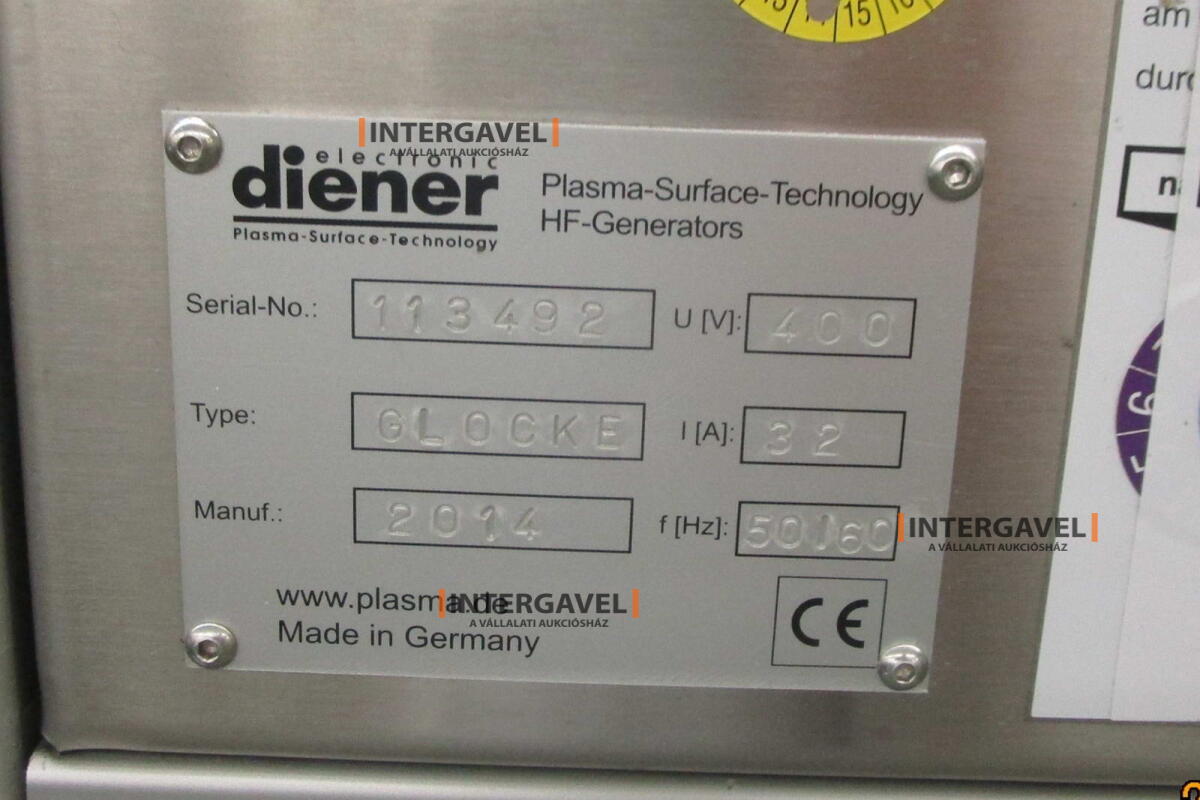 15 16
am
durc
INTERGAVEL
A VÁLLALATI AUKCIÓSHÁZ
electronic
diener
Plasma-Surface-Technology
Plasma-Surface-Technology
HF-Generators
Serial-No.: 113492 U [V]: 400
Type: GLOCKE I [A]: 32
Manuf.: 2014 f [Hz]: 50/60
INTERGAVEL
A VÁLLALATI AUKCIÓSHÁZ
www.plasma.de
INTERGAVEL
A VÁLLALATI AUKCIÓSHÁZ
Made in Germany
CE